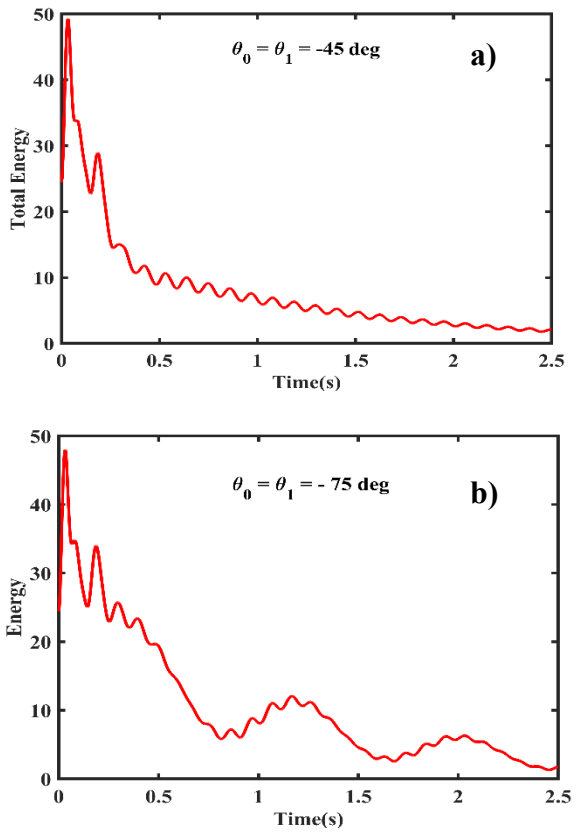 50
θ₀ = θ₁ = -45 deg
a)
40
30
20
10
0
Total Energy
0 0.5 1 1.5 2 2.5
Time(s)
50
θ₀ = θ₁ = - 75 deg
b)
40
30
20
10
0
Energy
0 0.5 1 1.5 2 2.5
Time(s)